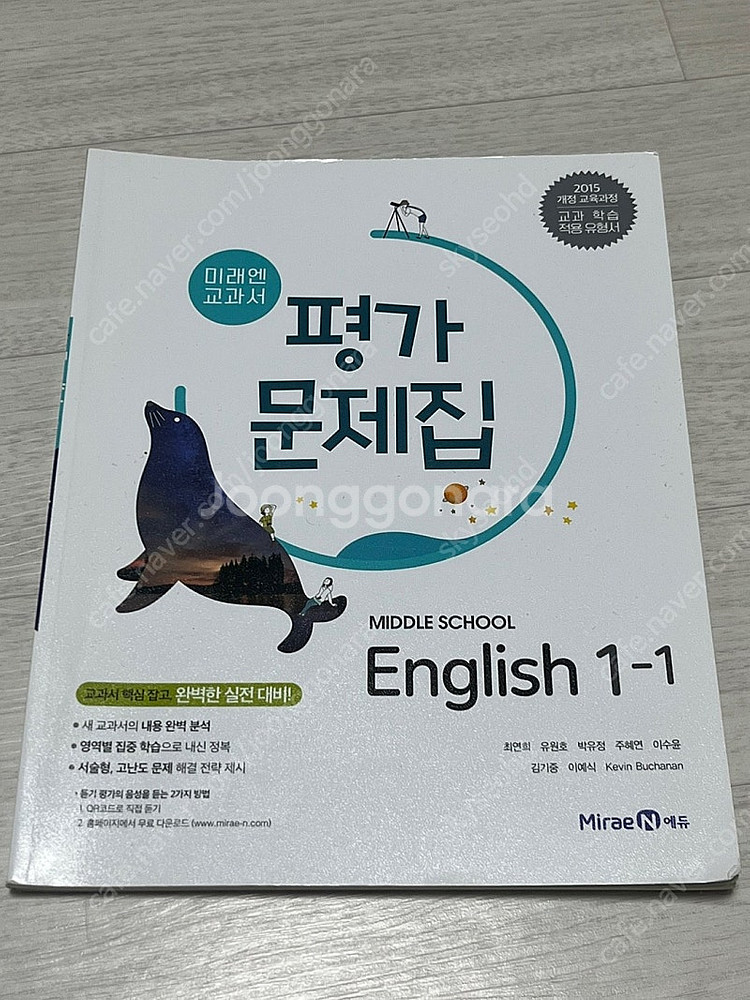 2015
개정 교육과정
교과 학습
적용 유형서
미래엔
교과서
평가
문제집
joonggonara
MIDDLE SCHOOL
English 1-1
교과서 핵심 잡고, 완벽한 실전 대비!
• 새 교과서의 내용 완벽 분석
• 영역별 집중 학습으로 내신 정복
• 서술형, 고난도 문제 해결 전략 제시
• 듣기 평가의 음성을 듣는 2가지 방법
1. QR코드로 직접 듣기
2. 홈페이지에서 무료 다운로드 (www.mirae-n.com)
최연희 유원호 박유정 주혜연 이수윤
김기중 이예식 Kevin Buchanan
Mirae N 에듀
cafe.naver.com/joonggonara
skyseohd